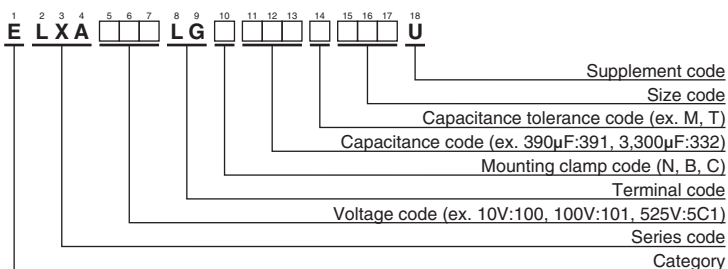 1 2 3 4 5 6 7 8 9 10 11 12 13 14 15 16 17 18
E L X A L G U
Supplement code
Size code
Capacitance tolerance code (ex. M, T)
Capacitance code (ex. 390μF:391, 3,300μF:332)
Mounting clamp code (N, B, C)
Terminal code
Voltage code (ex. 10V:100, 100V:101, 525V:5C1)
Series code
Category